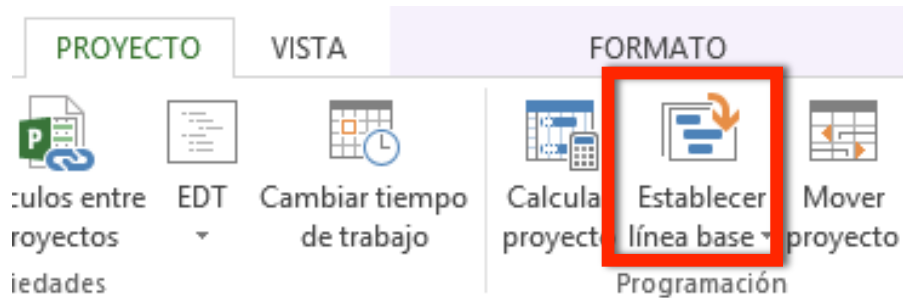 PROYECTO VISTA FORMATO
culos entre EDT Cambiar tiempo Calcula Establecer Mover
royectos de trabajo proyecto línea base proyecto
iedades Programación